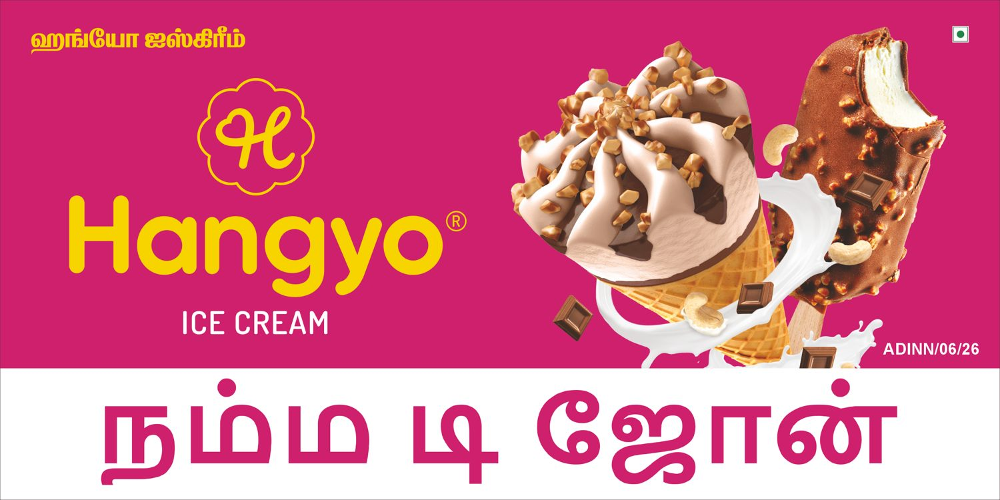 ஹங்யோ ஐஸ்கிரீம்
H
Hangyo®
ICE CREAM
ADINN/06/26
நம்ம டி ஜோன்